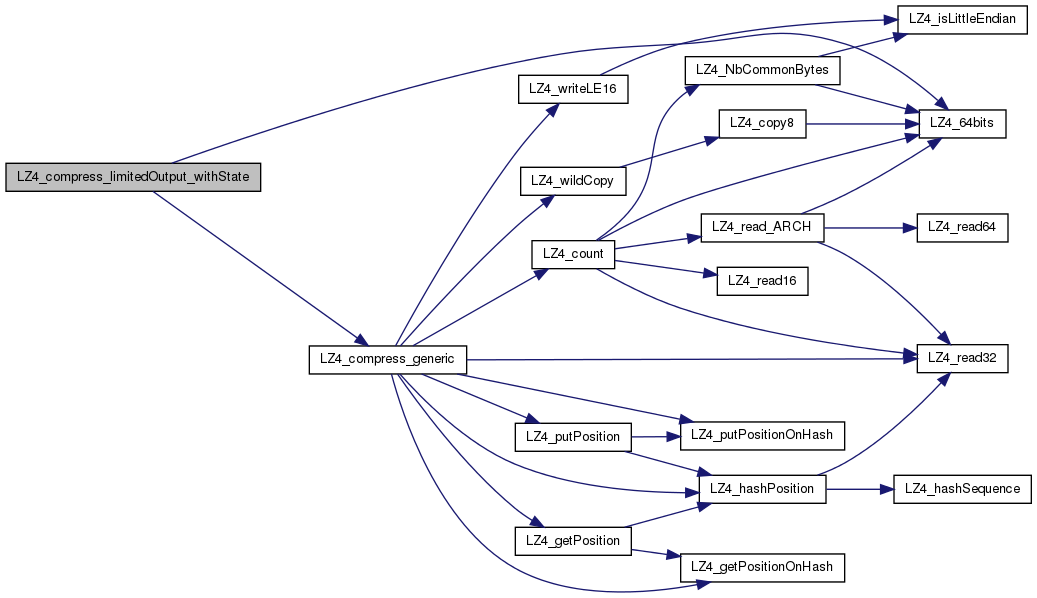 LZ4_isLittleEndian
LZ4_NbCommonBytes
LZ4_writeLE16
LZ4_copy8
LZ4_64bits
LZ4_compress_limitedOutput_withState
LZ4_wildCopy
LZ4_read_ARCH
LZ4_read64
LZ4_count
LZ4_read16
LZ4_compress_generic
LZ4_read32
LZ4_putPosition
LZ4_putPositionOnHash
LZ4_hashPosition
LZ4_hashSequence
LZ4_getPosition
LZ4_getPositionOnHash